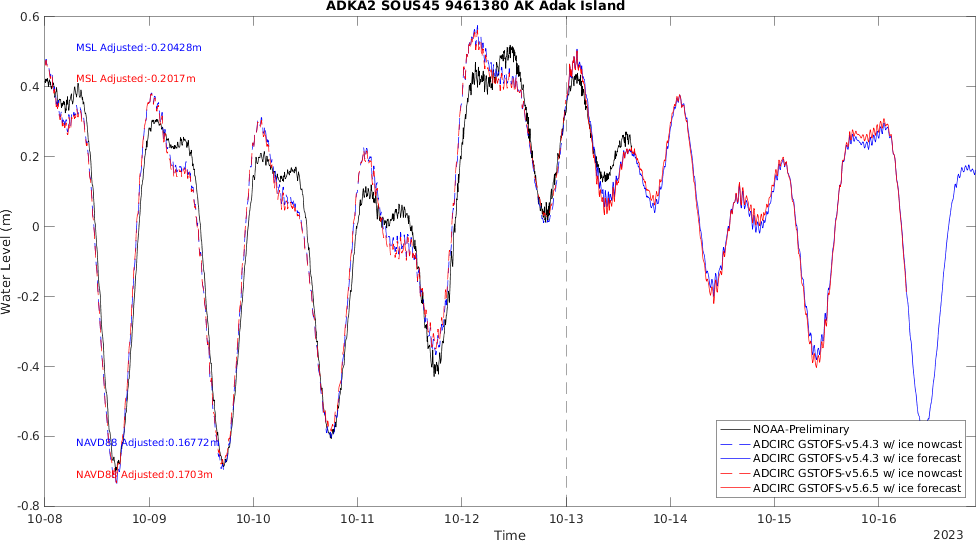 ADKA2 SOUS45 9461380 AK Adak Island
0.6
0.4
0.2
0
-0.2
-0.4
-0.6
-0.8
Water Level (m)
MSL Adjusted:-0.20428m
MSL Adjusted:-0.2017m
NAVD88 Adjusted:0.16772m
NAVD88 Adjusted:0.1703m
NOAA-Preliminary
ADCIRC GSTOFS-v5.4.3 w/ ice nowcast
ADCIRC GSTOFS-v5.4.3 w/ ice forecast
ADCIRC GSTOFS-v5.6.5 w/ ice nowcast
ADCIRC GSTOFS-v5.6.5 w/ ice forecast
10-08 10-09 10-10 10-11 10-12 10-13 10-14 10-15 10-16
Time
2023